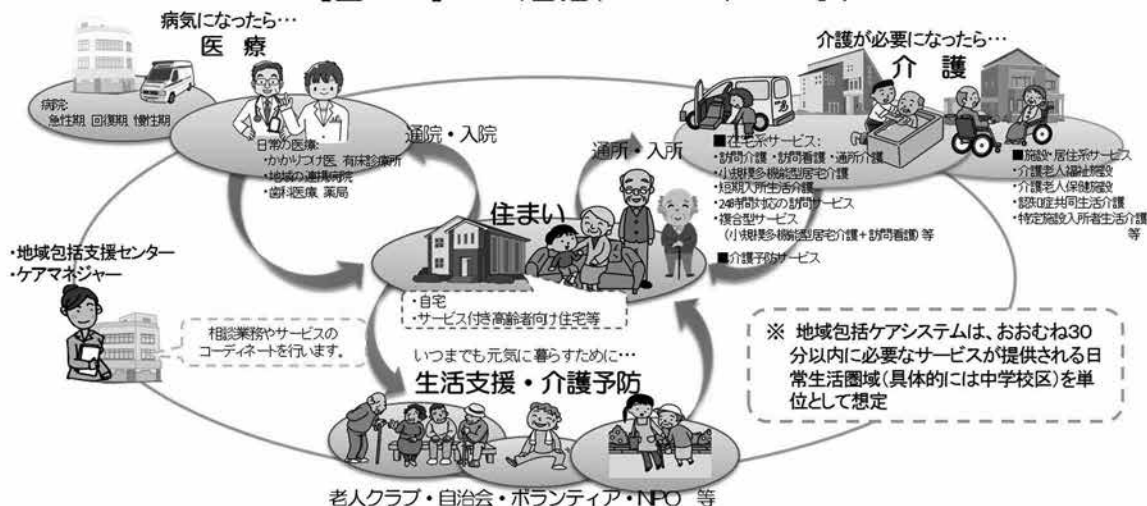 病気になったら…
医 療
病院:
急性期 回復期 慢性期
日常の医療:
・かかりつけ医、有床診療所
・地域の連携病院
・歯科医療、薬局
通院・入院
介護が必要になったら…
介 護
通所・入所
■在宅系サービス:
・訪問介護・訪問看護・通所介護
・小規模多機能型居宅介護
・短期入所生活介護
・24時間対応の訪問サービス
・複合型サービス
(小規模多機能型居宅介護+訪問看護)等
■介護予防サービス
■施設・居住系サービス
・介護老人福祉施設
・介護老人保健施設
・認知症共同生活介護
・特定施設入所者生活介護
等
住まい
・自宅
・サービス付き高齢者向け住宅等
・地域包括支援センター
・ケアマネジャー
相談業務やサービスの
コーディネートを行います。
いつまでも元気に暮らすために…
生活支援・介護予防
老人クラブ・自治会・ボランティア・NPO 等
※ 地域包括ケアシステムは、おおむね30
分以内に必要なサービスが提供される日
常生活圏域(具体的には中学校区)を単
位として想定